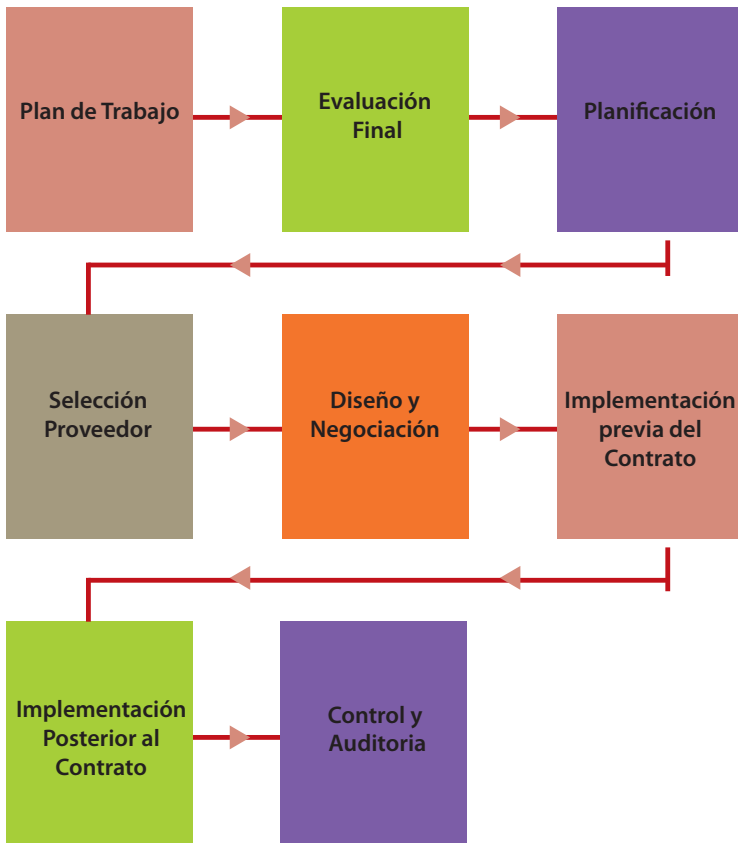 Plan de Trabajo
Evaluación
Final
Planificación
Selección
Proveedor
Diseño y
Negociación
Implementación
previa del
Contrato
Implementación
Posterior al
Contrato
Control y
Auditoria